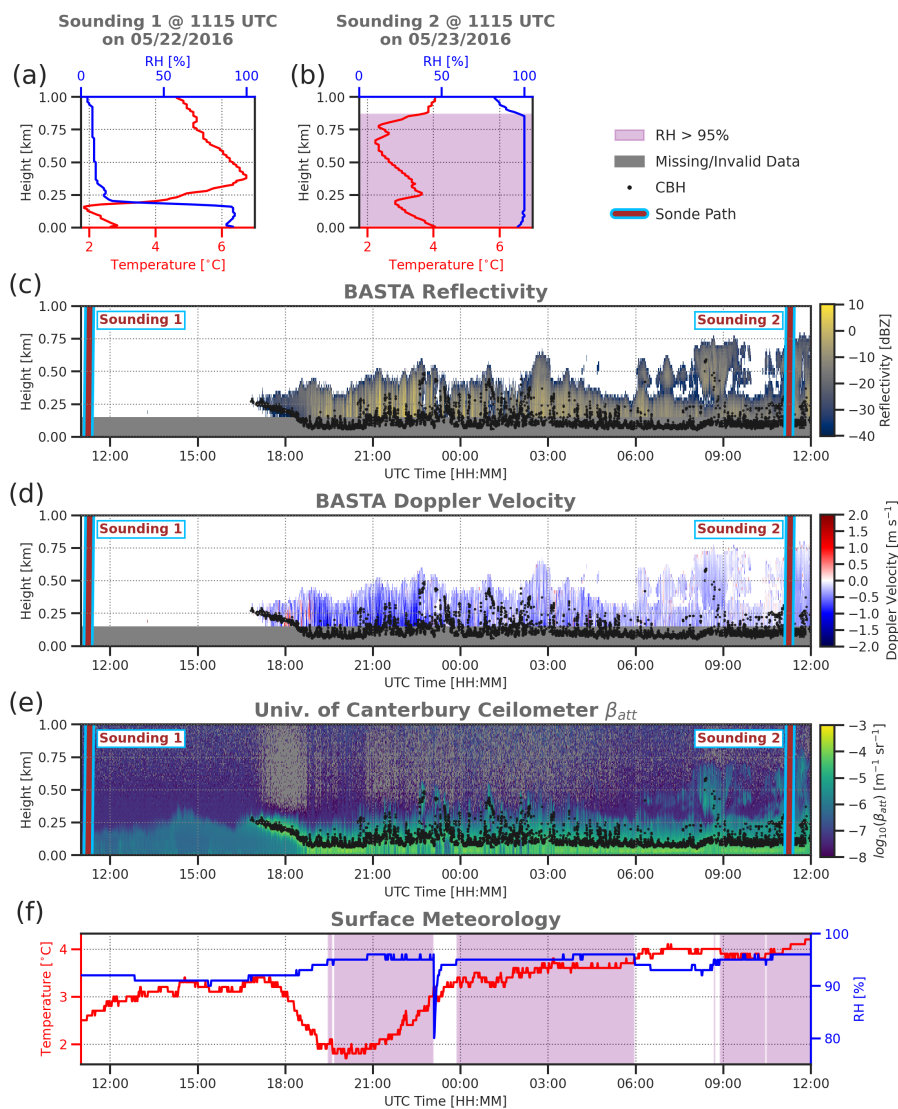 Sounding 1 @ 1115 UTC
on 05/22/2016
Sounding 2 @ 1115 UTC
on 05/23/2016
(a)
RH [%]
0 50 100
1.00
0.75
0.50
0.25
0.00
Height [km]
2 4 6
Temperature [°C]
(b)
RH [%]
0 50 100
1.00
0.75
0.50
0.25
0.00
Height [km]
2 4 6
Temperature [°C]
RH > 95%
Missing/Invalid Data
CBH
Sonde Path
(c)
BASTA Reflectivity
Sounding 1
Sounding 2
1.00
0.75
0.50
0.25
0.00
Height [km]
12:00 15:00 18:00 21:00 00:00 03:00 06:00 09:00 12:00
UTC Time [HH:MM]
10
0
−10
−20
−30
−40
Reflectivity [dBZ]
(d)
BASTA Doppler Velocity
Sounding 1
Sounding 2
1.00
0.75
0.50
0.25
0.00
Height [km]
12:00 15:00 18:00 21:00 00:00 03:00 06:00 09:00 12:00
UTC Time [HH:MM]
2.0
1.5
1.0
0.5
0.0
−0.5
−1.0
−1.5
−2.0
Doppler Velocity [m s⁻¹]
(e)
Univ. of Canterbury Ceilometer β_att
Sounding 1
Sounding 2
1.00
0.75
0.50
0.25
0.00
Height [km]
12:00 15:00 18:00 21:00 00:00 03:00 06:00 09:00 12:00
UTC Time [HH:MM]
−3
−4
−5
−6
−7
−8
log₁₀(β_att) [m⁻¹ sr⁻¹]
(f)
Surface Meteorology
4
3
2
Temperature [°C]
100
90
80
RH [%]
12:00 15:00 18:00 21:00 00:00 03:00 06:00 09:00 12:00
UTC Time [HH:MM]